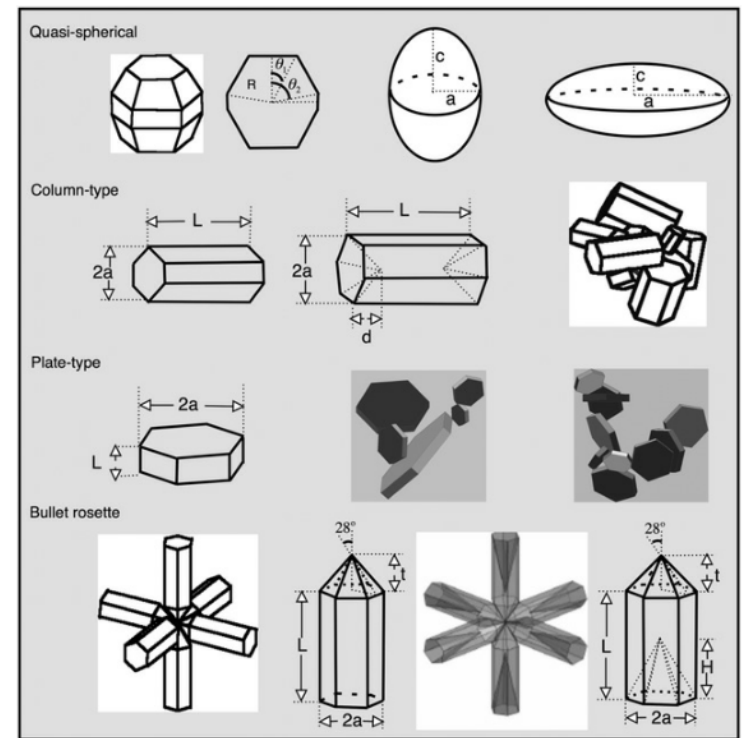 Quasi-spherical
R
θ1
θ2
c
a
c
a
Column-type
L
2a
L
2a
d
Plate-type
2a
L
Bullet rosette
28°
t
L
2a
28°
t
L
H
2a